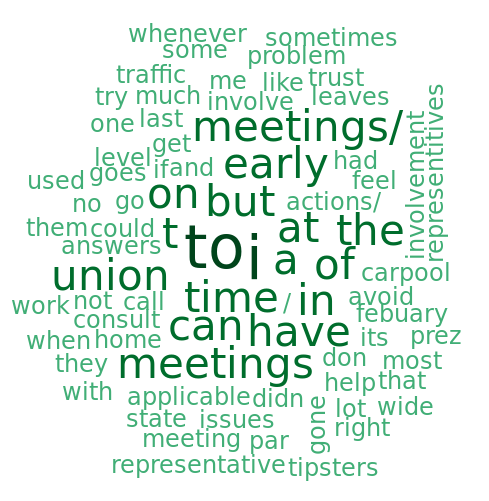 whenever
some sometimes
problem
traffic me like trust
try much involve leaves
one last meetings/
get
level early had
goes if and
used feel
no go on but actions/
them could t at the
answers to i a of
union carpool
work not call time / in avoid
consult can have febuary
when home its prez
they meetings don most
help that
with applicable didn
lot wide
state issues gone right
meeting par
representative tipsters
involvement
representitives